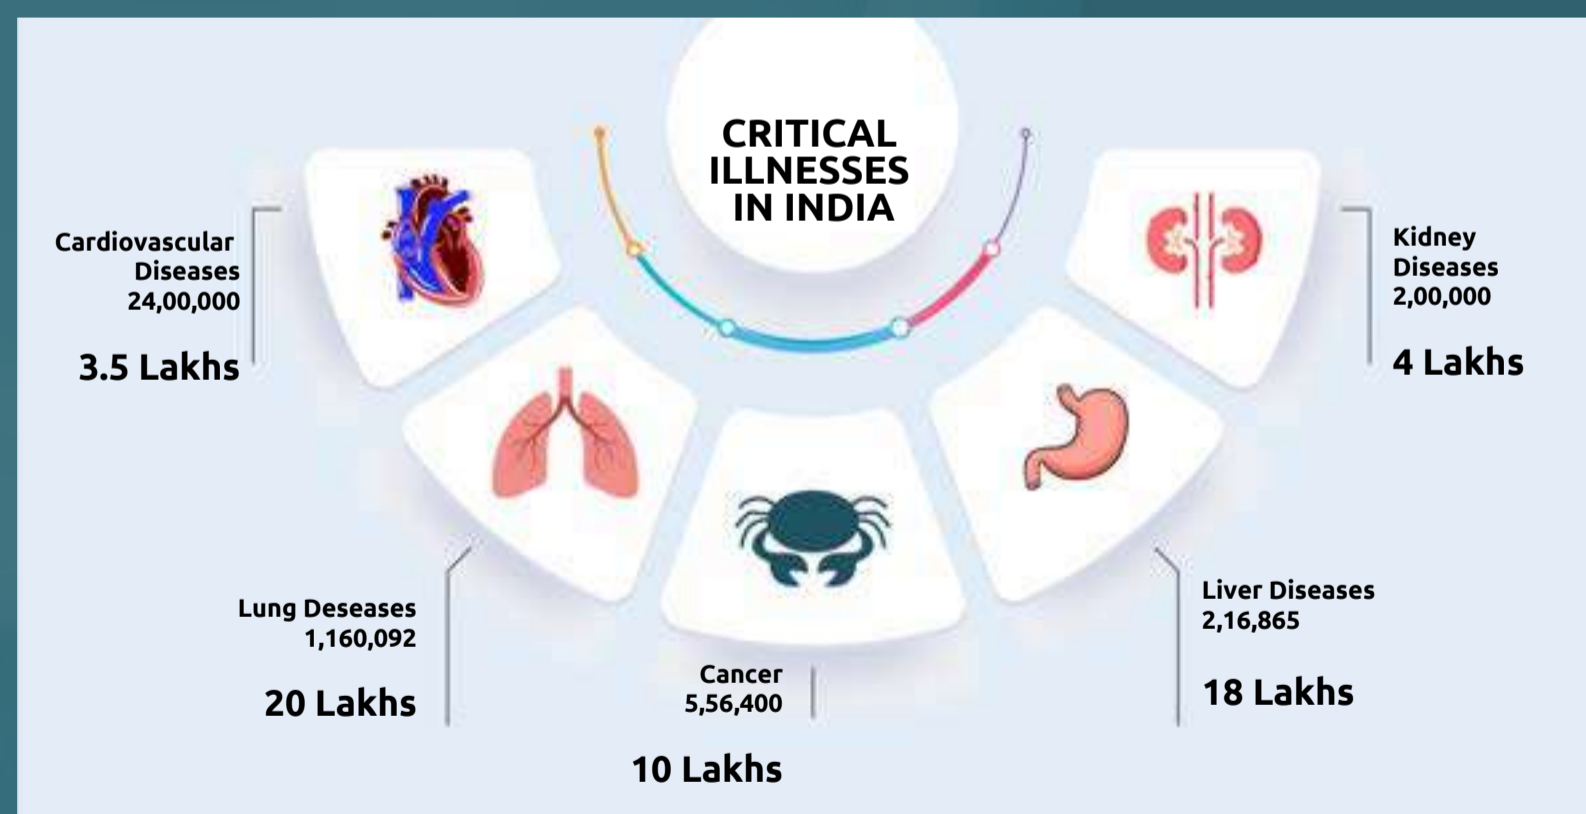 CRITICAL
ILLNESSES
IN INDIA
Cardiovascular
Diseases
24,00,000
3.5 Lakhs
Lung Deseases
1,160,092
20 Lakhs
Cancer
5,56,400
10 Lakhs
Liver Diseases
2,16,865
18 Lakhs
Kidney
Diseases
2,00,000
4 Lakhs